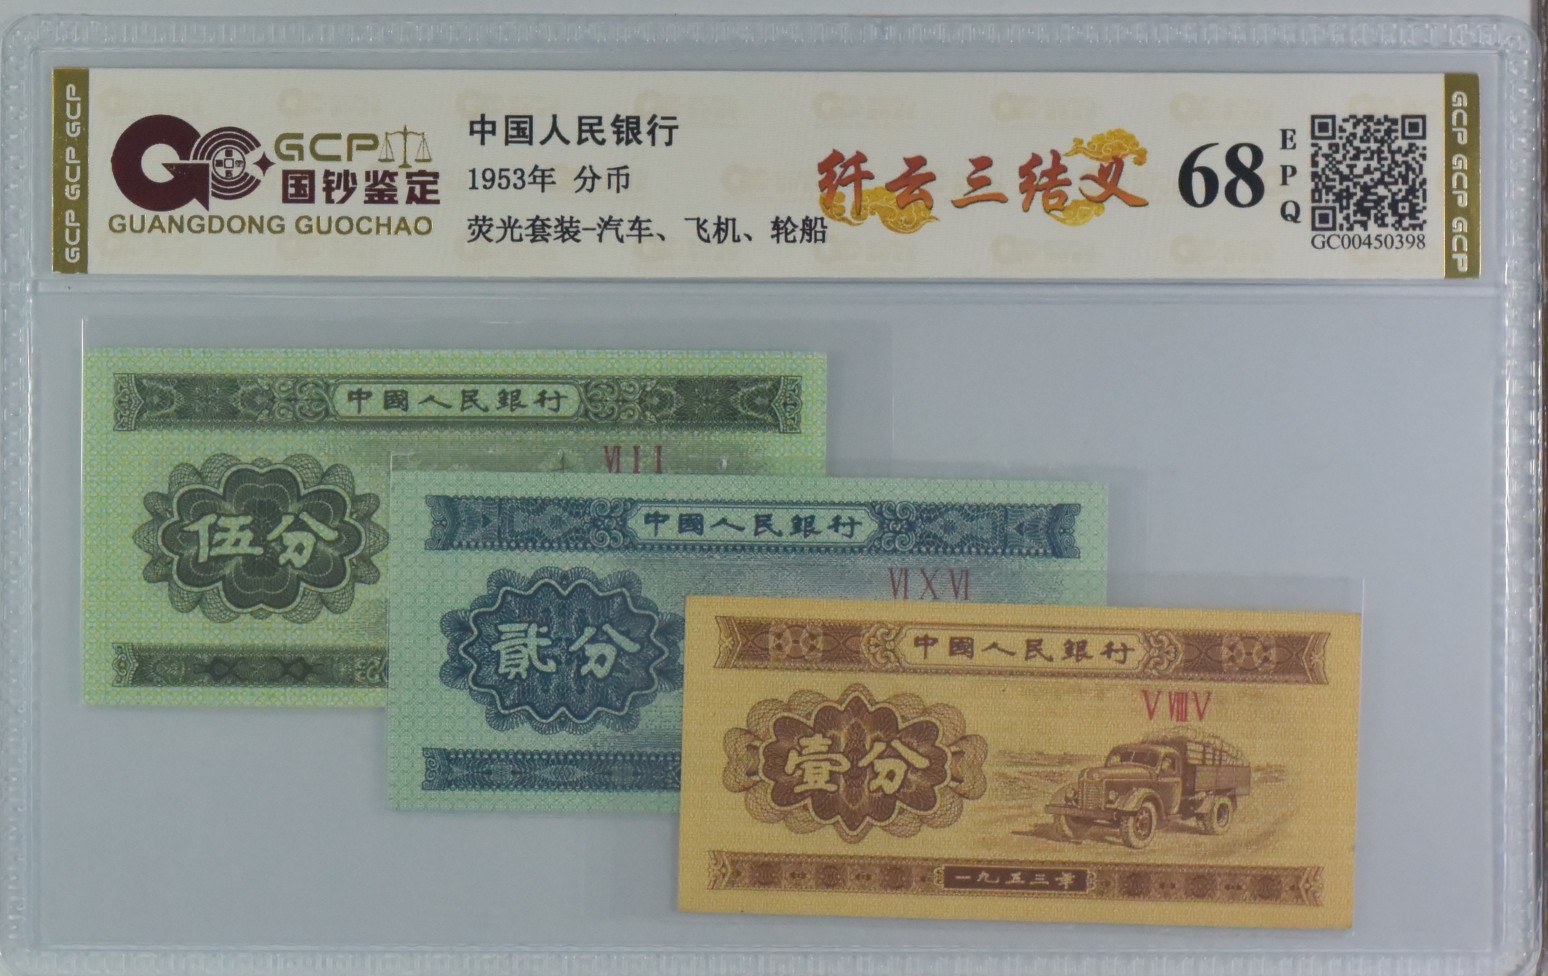 GCP GCP GCP
GCP
国钞鉴定
GUANGDONG GUOCHAO
中国人民银行
1953年 分币
荧光套装-汽车、飞机、轮船
纤云三结义
68
EPQ
GC00450398
GCP GCP GCP
中國人民銀行
VI I I
伍分
中國人民銀行
VI X VI
貳分
中國人民銀行
V VIII V
壹分
一九五三年